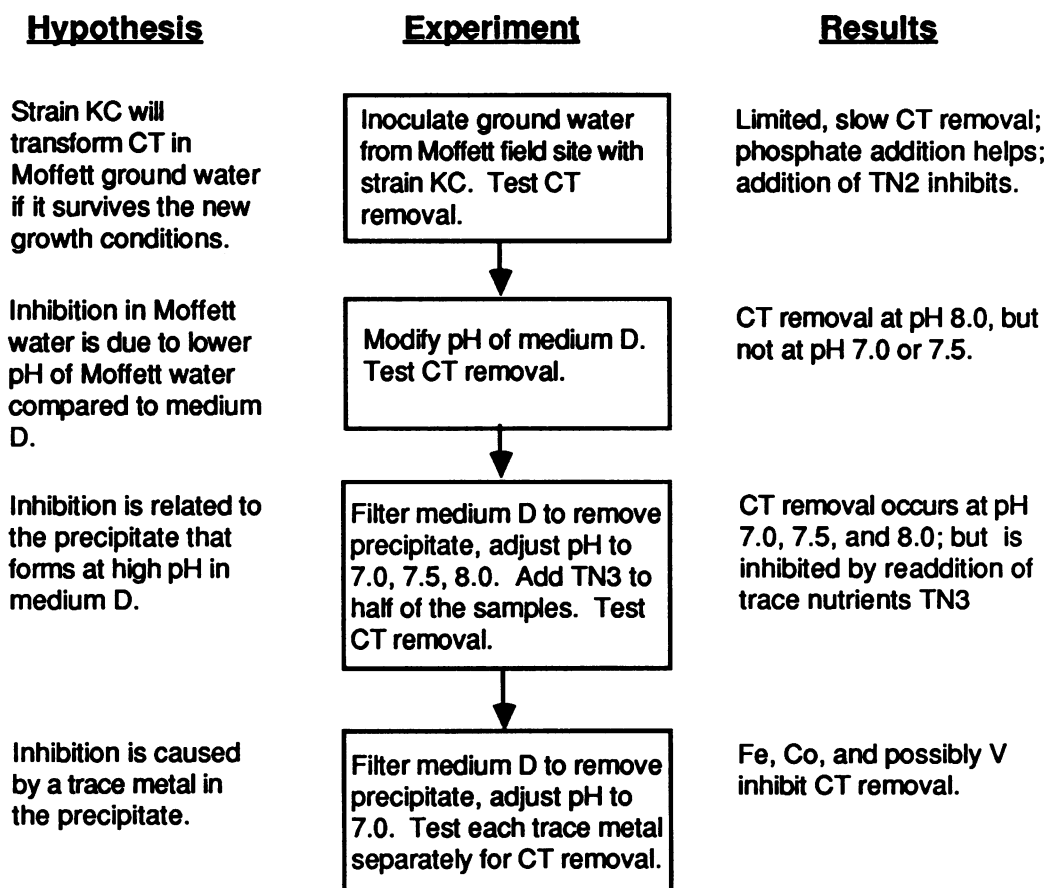 Hypothesis
Experiment
Results
Strain KC will
transform CT in
Moffett ground water
if it survives the new
growth conditions.
Inoculate ground water
from Moffett field site with
strain KC. Test CT
removal.
Limited, slow CT removal;
phosphate addition helps;
addition of TN2 inhibits.
Inhibition in Moffett
water is due to lower
pH of Moffett water
compared to medium
D.
Modify pH of medium D.
Test CT removal.
CT removal at pH 8.0, but
not at pH 7.0 or 7.5.
Inhibition is related to
the precipitate that
forms at high pH in
medium D.
Filter medium D to remove
precipitate, adjust pH to
7.0, 7.5, 8.0. Add TN3 to
half of the samples. Test
CT removal.
CT removal occurs at pH
7.0, 7.5, and 8.0; but is
inhibited by readdition of
trace nutrients TN3
Inhibition is caused
by a trace metal in
the precipitate.
Filter medium D to remove
precipitate, adjust pH to
7.0. Test each trace metal
separately for CT removal.
Fe, Co, and possibly V
inhibit CT removal.